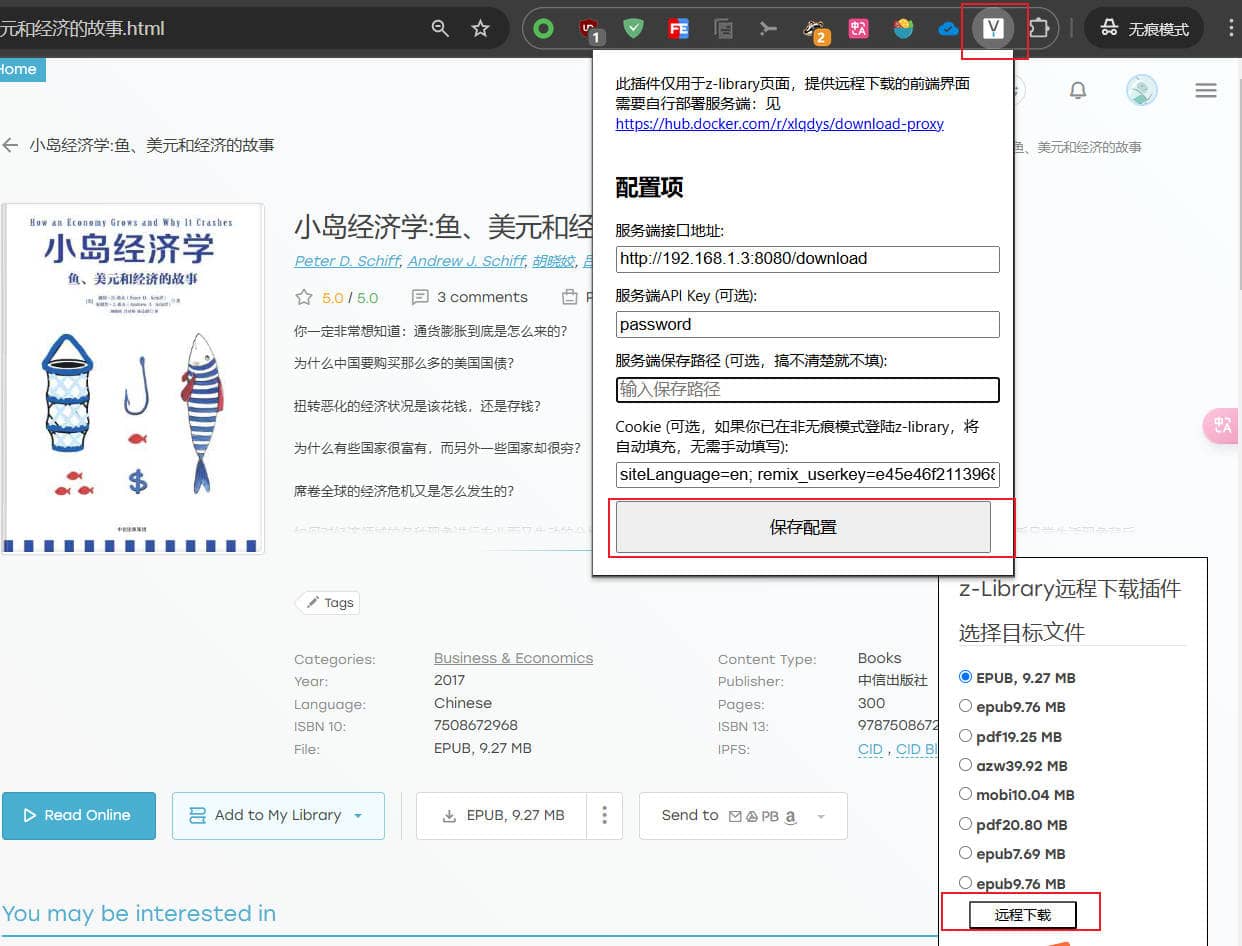 元和经济的故事.html
1
2
无痕模式
Home
此插件仅用于z-library页面，提供远程下载的前端界面
需要自行部署服务端：见
https://hub.docker.com/r/xlqdys/download-proxy
小岛经济学:鱼、美元和经济的故事
鱼、美元和经济的故事
配置项
服务端接口地址:
http://192.168.1.3:8080/download
服务端API Key (可选):
password
服务端保存路径 (可选，搞不清楚就不填):
输入保存路径
Cookie (可选，如果你已在非无痕模式登陆z-library，将
自动填充，无需手动填写):
siteLanguage=en; remix_userkey=e45e46f2113968
保存配置
How an Economy Grows and Why It Crashes
小岛经济学
鱼、美元和经济的故事
中信出版集团
小岛经济学:鱼、美元和经
Peter D. Schiff, Andrew J. Schiff, 胡晓姣,
5.0 / 5.0
3 comments
你一定非常想知道：通货膨胀到底是怎么来的？
为什么中国要购买那么多的美国国债？
扭转恶化的经济状况是该花钱，还是存钱？
为什么有些国家很富有，而另外一些国家却很穷？
席卷全球的经济危机又是怎么发生的？
Tags
Categories:
Business & Economics
Year:
2017
Language:
Chinese
ISBN 10:
7508672968
File:
EPUB, 9.27 MB
Content Type:
Books
Publisher:
中信出版社
Pages:
300
ISBN 13:
9787508672
IPFS:
CID , CID Bl
Read Online
Add to My Library
EPUB, 9.27 MB
Send to
PB
a
You may be interested in
z-Library远程下载插件
选择目标文件
EPUB, 9.27 MB
epub9.76 MB
pdf19.25 MB
azw39.92 MB
mobi10.04 MB
pdf20.80 MB
epub7.69 MB
epub9.76 MB
远程下载